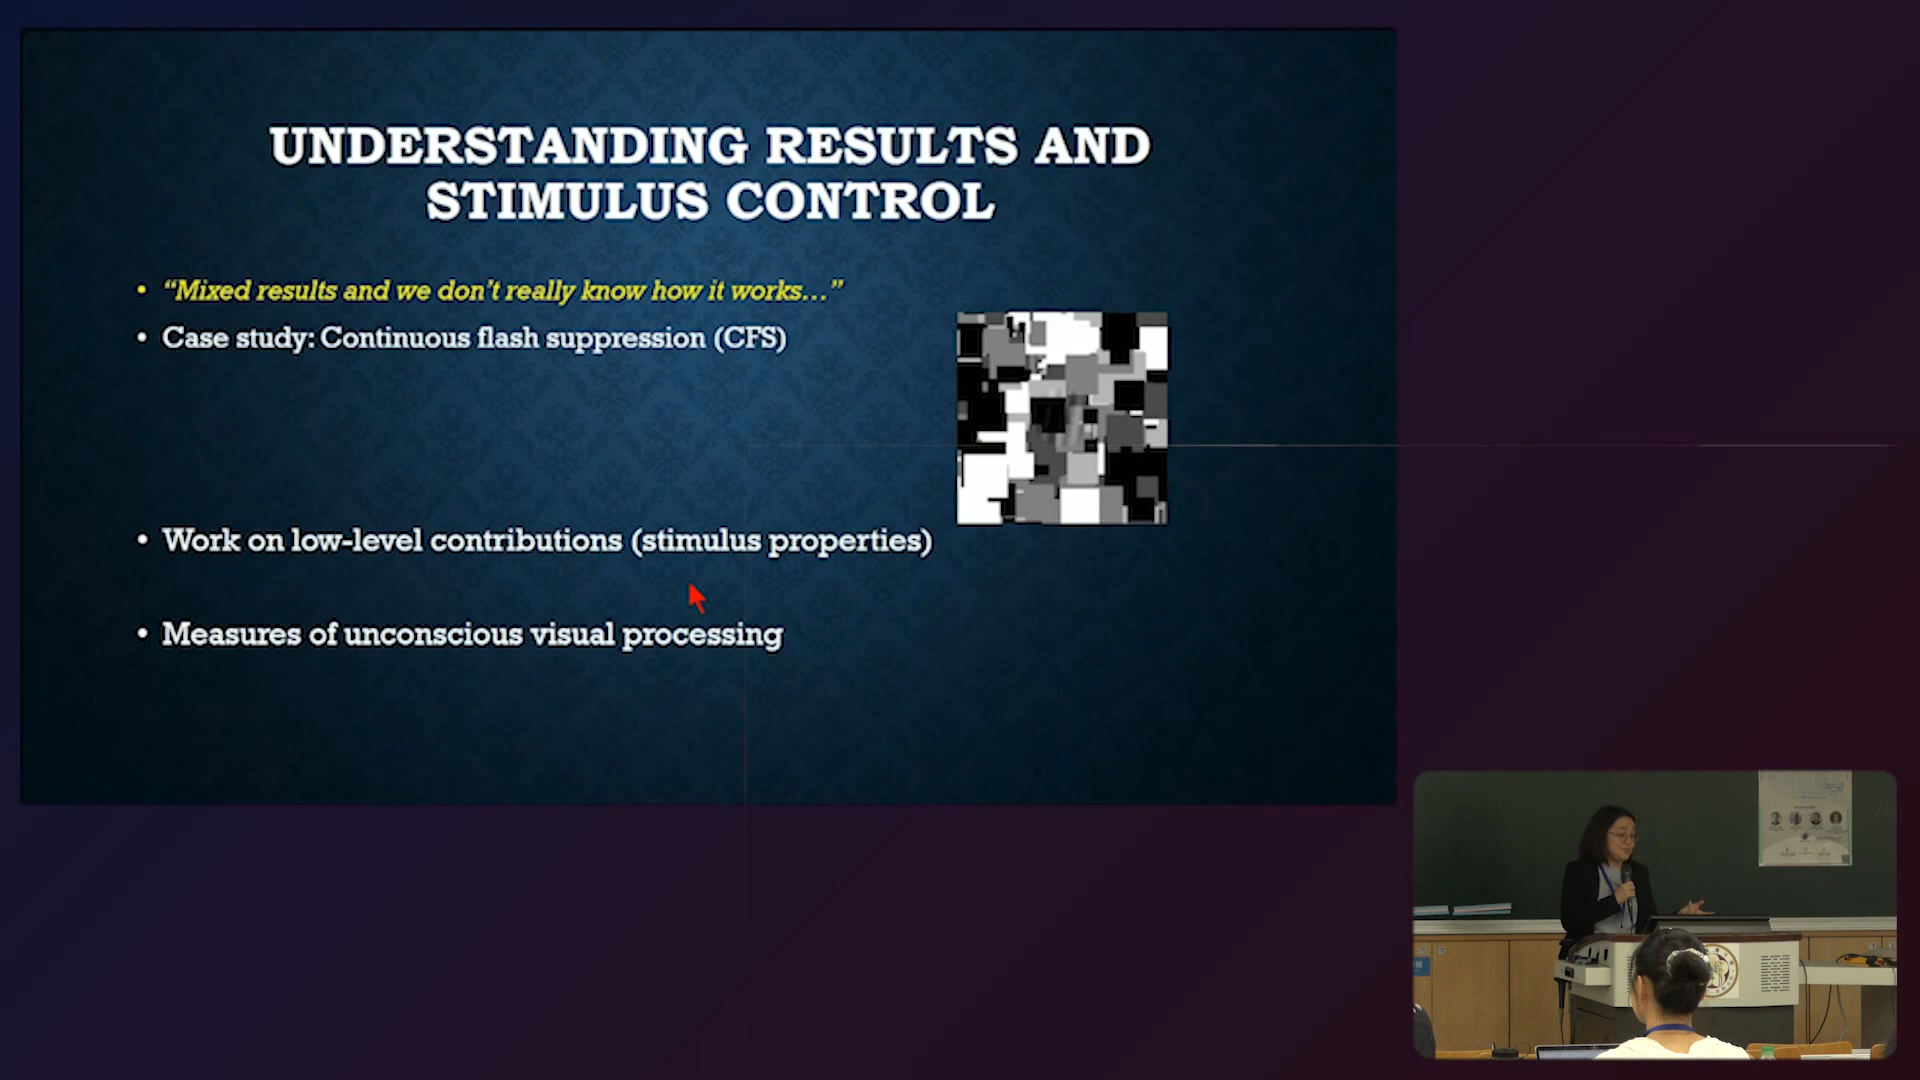 UNDERSTANDING RESULTS AND
STIMULUS CONTROL
• “Mixed results and we don’t really know how it works…”
• Case study: Continuous flash suppression (CFS)
• Work on low-level contributions (stimulus properties)
• Measures of unconscious visual processing